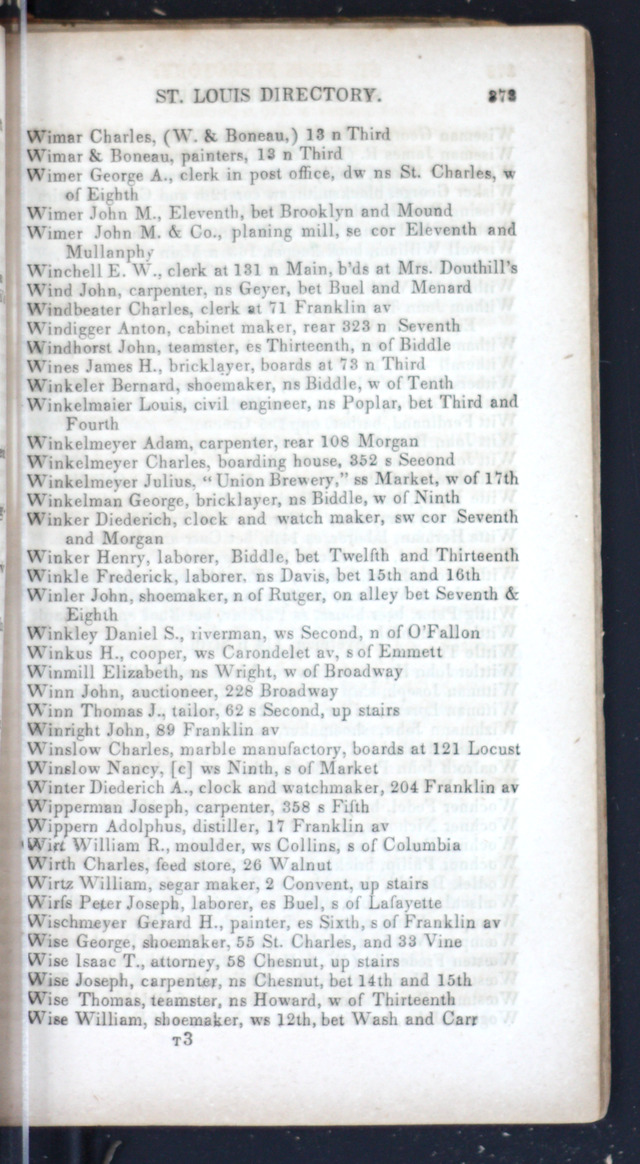 ST. LOUIS DIRECTORY. 273
Wimar Charles, (W. & Boneau,) 13 n Third
Wimar & Boneau, painters, 13 n Third
Wimer George A., clerk in post office, dw ns St. Charles, w
of Eighth
Wimer John M., Eleventh, bet Brooklyn and Mound
Wimer John M. & Co., planing mill, se cor Eleventh and
Mullanphy
Winchell E. W., clerk at 131 n Main, b'ds at Mrs. Douthill's
Wind John, carpenter, ns Geyer, bet Buel and Menard
Windbeater Charles, clerk at 71 Franklin av
Windigger Anton, cabinet maker, rear 323 n Seventh
Windhorst John, teamster, es Thirteenth, n of Biddle
Wines James H., bricklayer, boards at 73 n Third
Winkeler Bernard, shoemaker, ns Biddle, w of Tenth
Winkelmaier Louis, civil engineer, ns Poplar, bet Third and
Fourth
Winkelmeyer Adam, carpenter, rear 108 Morgan
Winkelmeyer Charles, boarding house, 352 s Seeond
Winkelmeyer Julius, "Union Brewery," ss Market, w of 17th
Winkelman George, bricklayer, ns Biddle, w of Ninth
Winker Diederich, clock and watch maker, sw cor Seventh
and Morgan
Winker Henry, laborer, Biddle, bet Twelfth and Thirteenth
Winkle Frederick, laborer. ns Davis, bet 15th and 16th
Winler John, shoemaker, n of Rutger, on alley bet Seventh &
Eighth
Winkley Daniel S., riverman, ws Second, n of O'Fallon
Winkus H., cooper, ws Carondelet av, s of Emmett
Winmill Elizabeth, ns Wright, w of Broadway
Winn John, auctioneer, 228 Broadway
Winn Thomas J., tailor, 62 s Second, up stairs
Winright John, 89 Franklin av
Winslow Charles, marble manufactory, boards at 121 Locust
Winslow Nancy, [c] ws Ninth, s of Market
Winter Diederich A., clock and watchmaker, 204 Franklin av
Wipperman Joseph, carpenter, 358 s Fifth
Wippern Adolphus, distiller, 17 Franklin av
Wirt William R., moulder, ws Collins, s of Columbia
Wirth Charles, feed store, 26 Walnut
Wirtz William, segar maker, 2 Convent, up stairs
Wirfs Peter Joseph, laborer, es Buel, s of Lafayette
Wischmeyer Gerard H., painter, es Sixth, s of Franklin av
Wise George, shoemaker, 55 St. Charles, and 33 Vine
Wise Isaac T., attorney, 58 Chesnut, up stairs
Wise Joseph, carpenter, ns Chesnut, bet 14th and 15th
Wise Thomas, teamster, ns Howard, w of Thirteenth
Wise William, shoemaker, ws 12th, bet Wash and Carr
T3